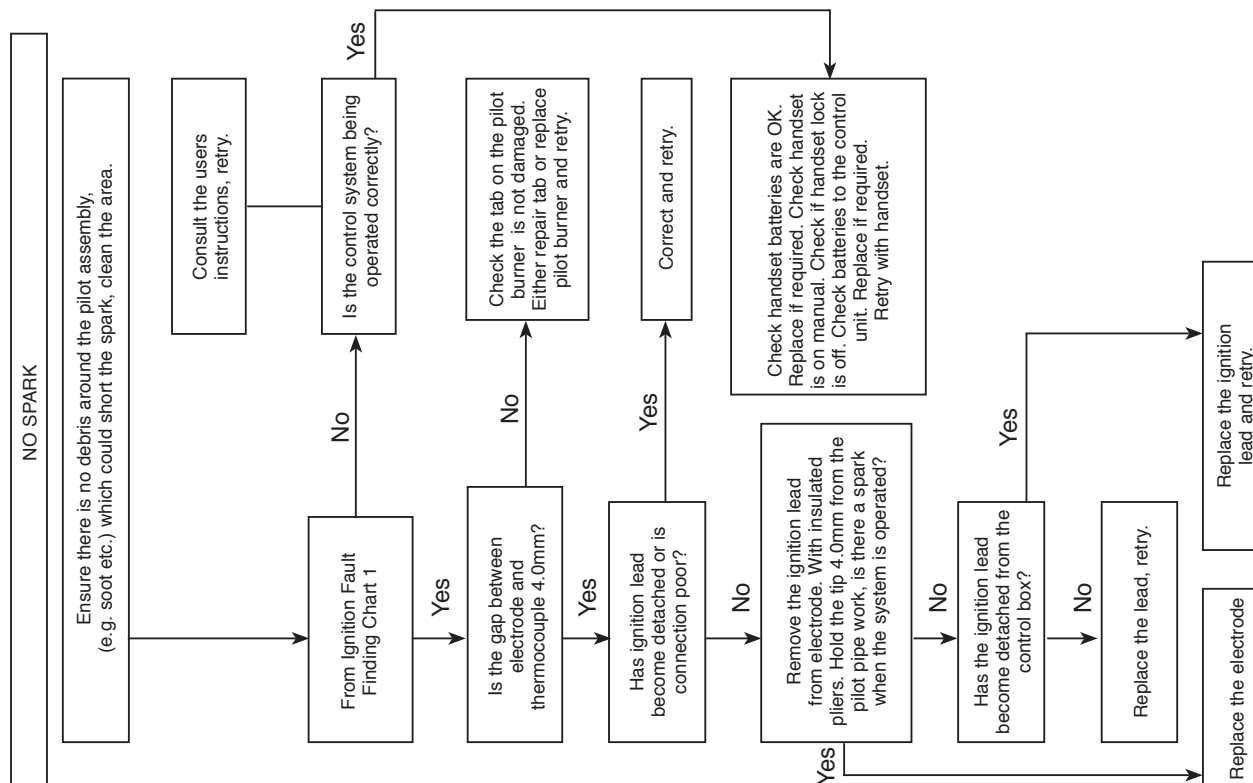 NO SPARK
Ensure there is no debris around the pilot assembly,
(e.g. soot etc.) which could short the spark, clean the area.
From Ignition Fault
Finding Chart 1
No
Is the control system being
operated correctly?
Consult the users
instructions, retry.
Yes
Check handset batteries are OK.
Replace if required. Check handset
is on manual. Check if handset lock
is off. Check batteries to the control
unit. Replace if required.
Retry with handset.
Yes
Is the gap between
electrode and
thermocouple 4.0mm?
No
Check the tab on the pilot
burner is not damaged.
Either repair tab or replace
pilot burner and retry.
Yes
Has ignition lead
become detached or is
connection poor?
Yes
Correct and retry.
No
Remove the ignition lead
from electrode. With insulated
pliers. Hold the tip 4.0mm from the
pilot pipe work, is there a spark
when the system is operated?
Yes
Replace the electrode
No
Has the ignition lead
become detached from the
control box?
Yes
Replace the ignition
lead and retry.
No
Replace the lead, retry.